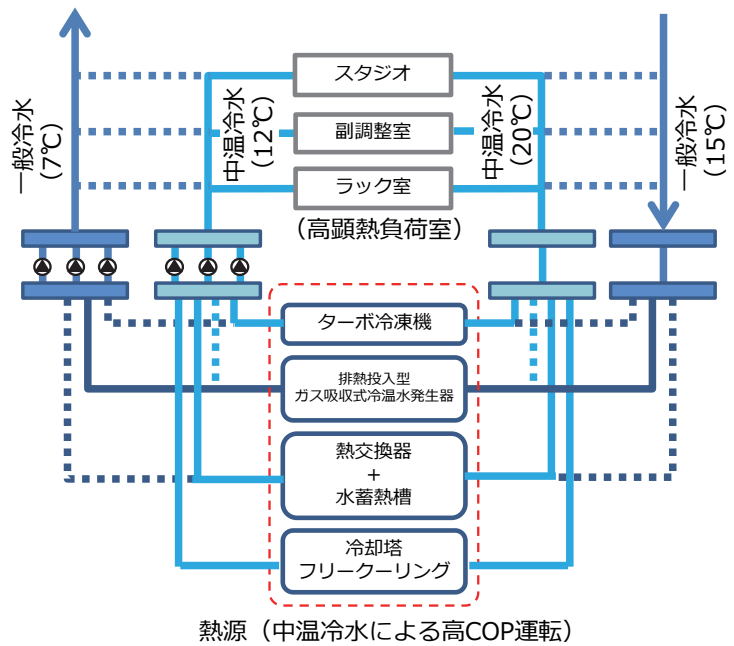 スタジオ
副調整室
ラック室
(高顕熱負荷室)
一般冷水
(7℃)
中温冷水
(12℃)
中温冷水
(20℃)
一般冷水
(15℃)
ターボ冷凍機
排熱投入型
ガス吸収式冷温水発生器
熱交換器
+
水蓄熱槽
冷却塔
フリークーリング
熱源（中温冷水による高COP運転）